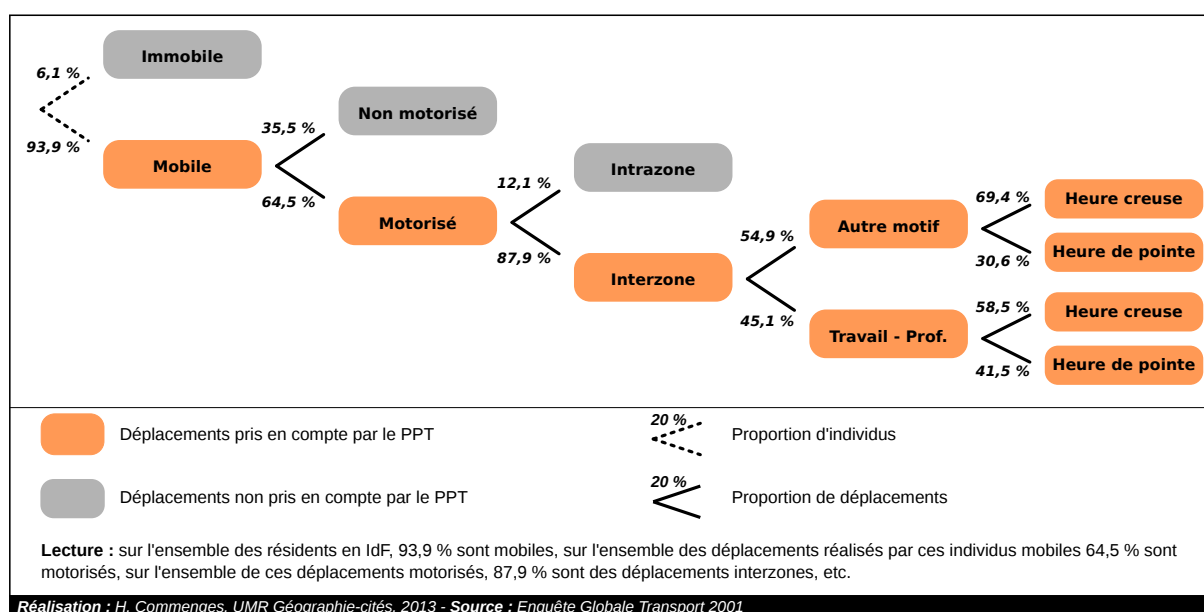 Immobile
6,1 %
93,9 %
Mobile
35,5 %
Non motorisé
64,5 %
Motorisé
12,1 %
Intrazone
87,9 %
Interzone
54,9 %
Autre motif
45,1 %
Travail - Prof.
69,4 %
Heure creuse
30,6 %
Heure de pointe
58,5 %
Heure creuse
41,5 %
Heure de pointe
Déplacements pris en compte par le PPT
20 %
Proportion d'individus
Déplacements non pris en compte par le PPT
20 %
Proportion de déplacements
Lecture : sur l'ensemble des résidents en IdF, 93,9 % sont mobiles, sur l'ensemble des déplacements réalisés par ces individus mobiles 64,5 % sont
motorisés, sur l'ensemble de ces déplacements motorisés, 87,9 % sont des déplacements interzones, etc.
Réalisation : H. Commenges, UMR Géographie-cités, 2013 - Source : Enquête Globale Transport 2001